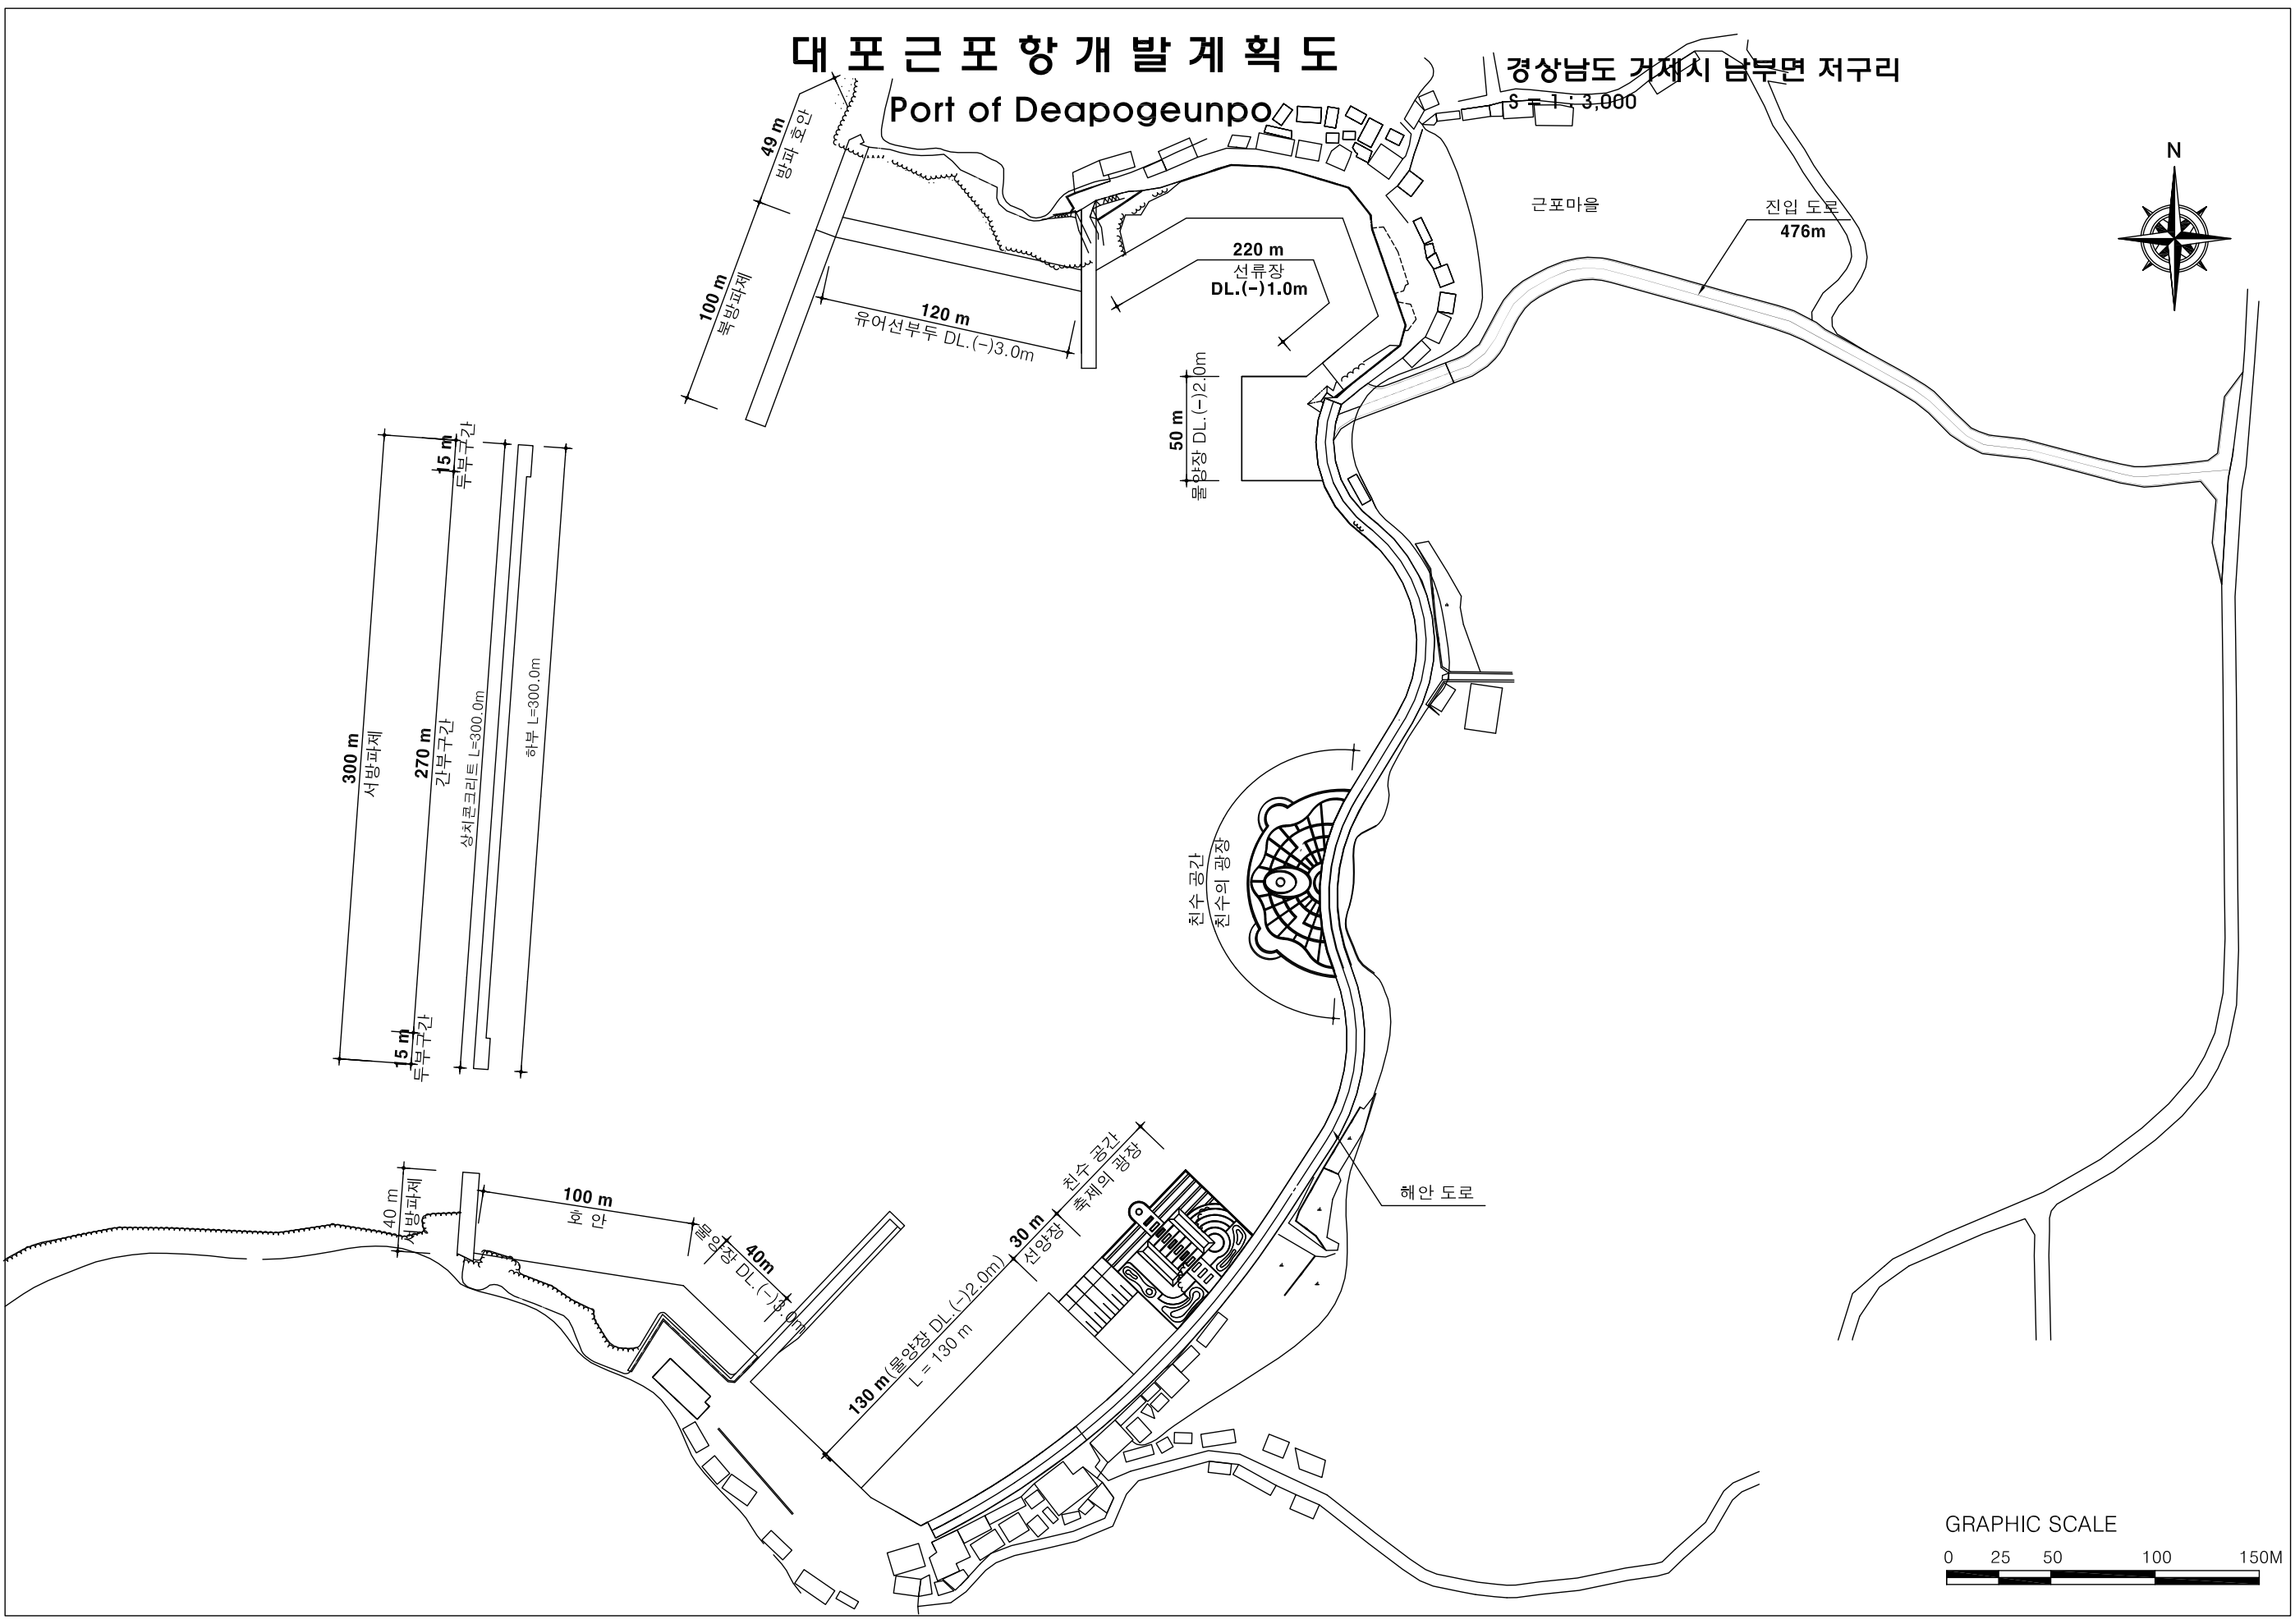 대포근포항개발계획도
Port of Deapogeunpo
경상남도 거제시 남부면 저구리
S = 1 : 3,000
N
49 m
방파 호안
100 m
북방파제
120 m
유어선부두 DL.(-)3.0m
220 m
선류장
DL.(-)1.0m
근포마을
진입 도로
476m
50 m
물양장 DL.(-)2.0m
15 m
두부구간
300 m
서방파제
270 m
간부구간
상치콘크리트 L=300.0m
하부 L=300.0m
15 m
두부구간
친수 공간
친수의 광장
40 m
서방파제
100 m
호 안
40m
물양장 DL.(-)3.0m
130 m(물양장 DL.(-)2.0m)
L = 130 m
30 m
선양장
친수 공간
축제의 광장
해안 도로
GRAPHIC SCALE
0 25 50 100 150M